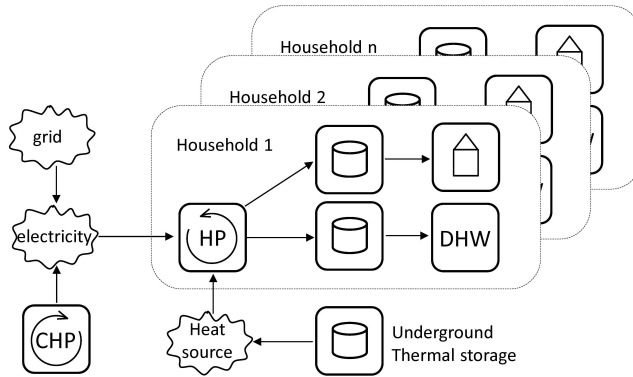 Household n
Household 2
Household 1
grid
electricity
HP
DHW
CHP
Heat
source
Underground
Thermal storage